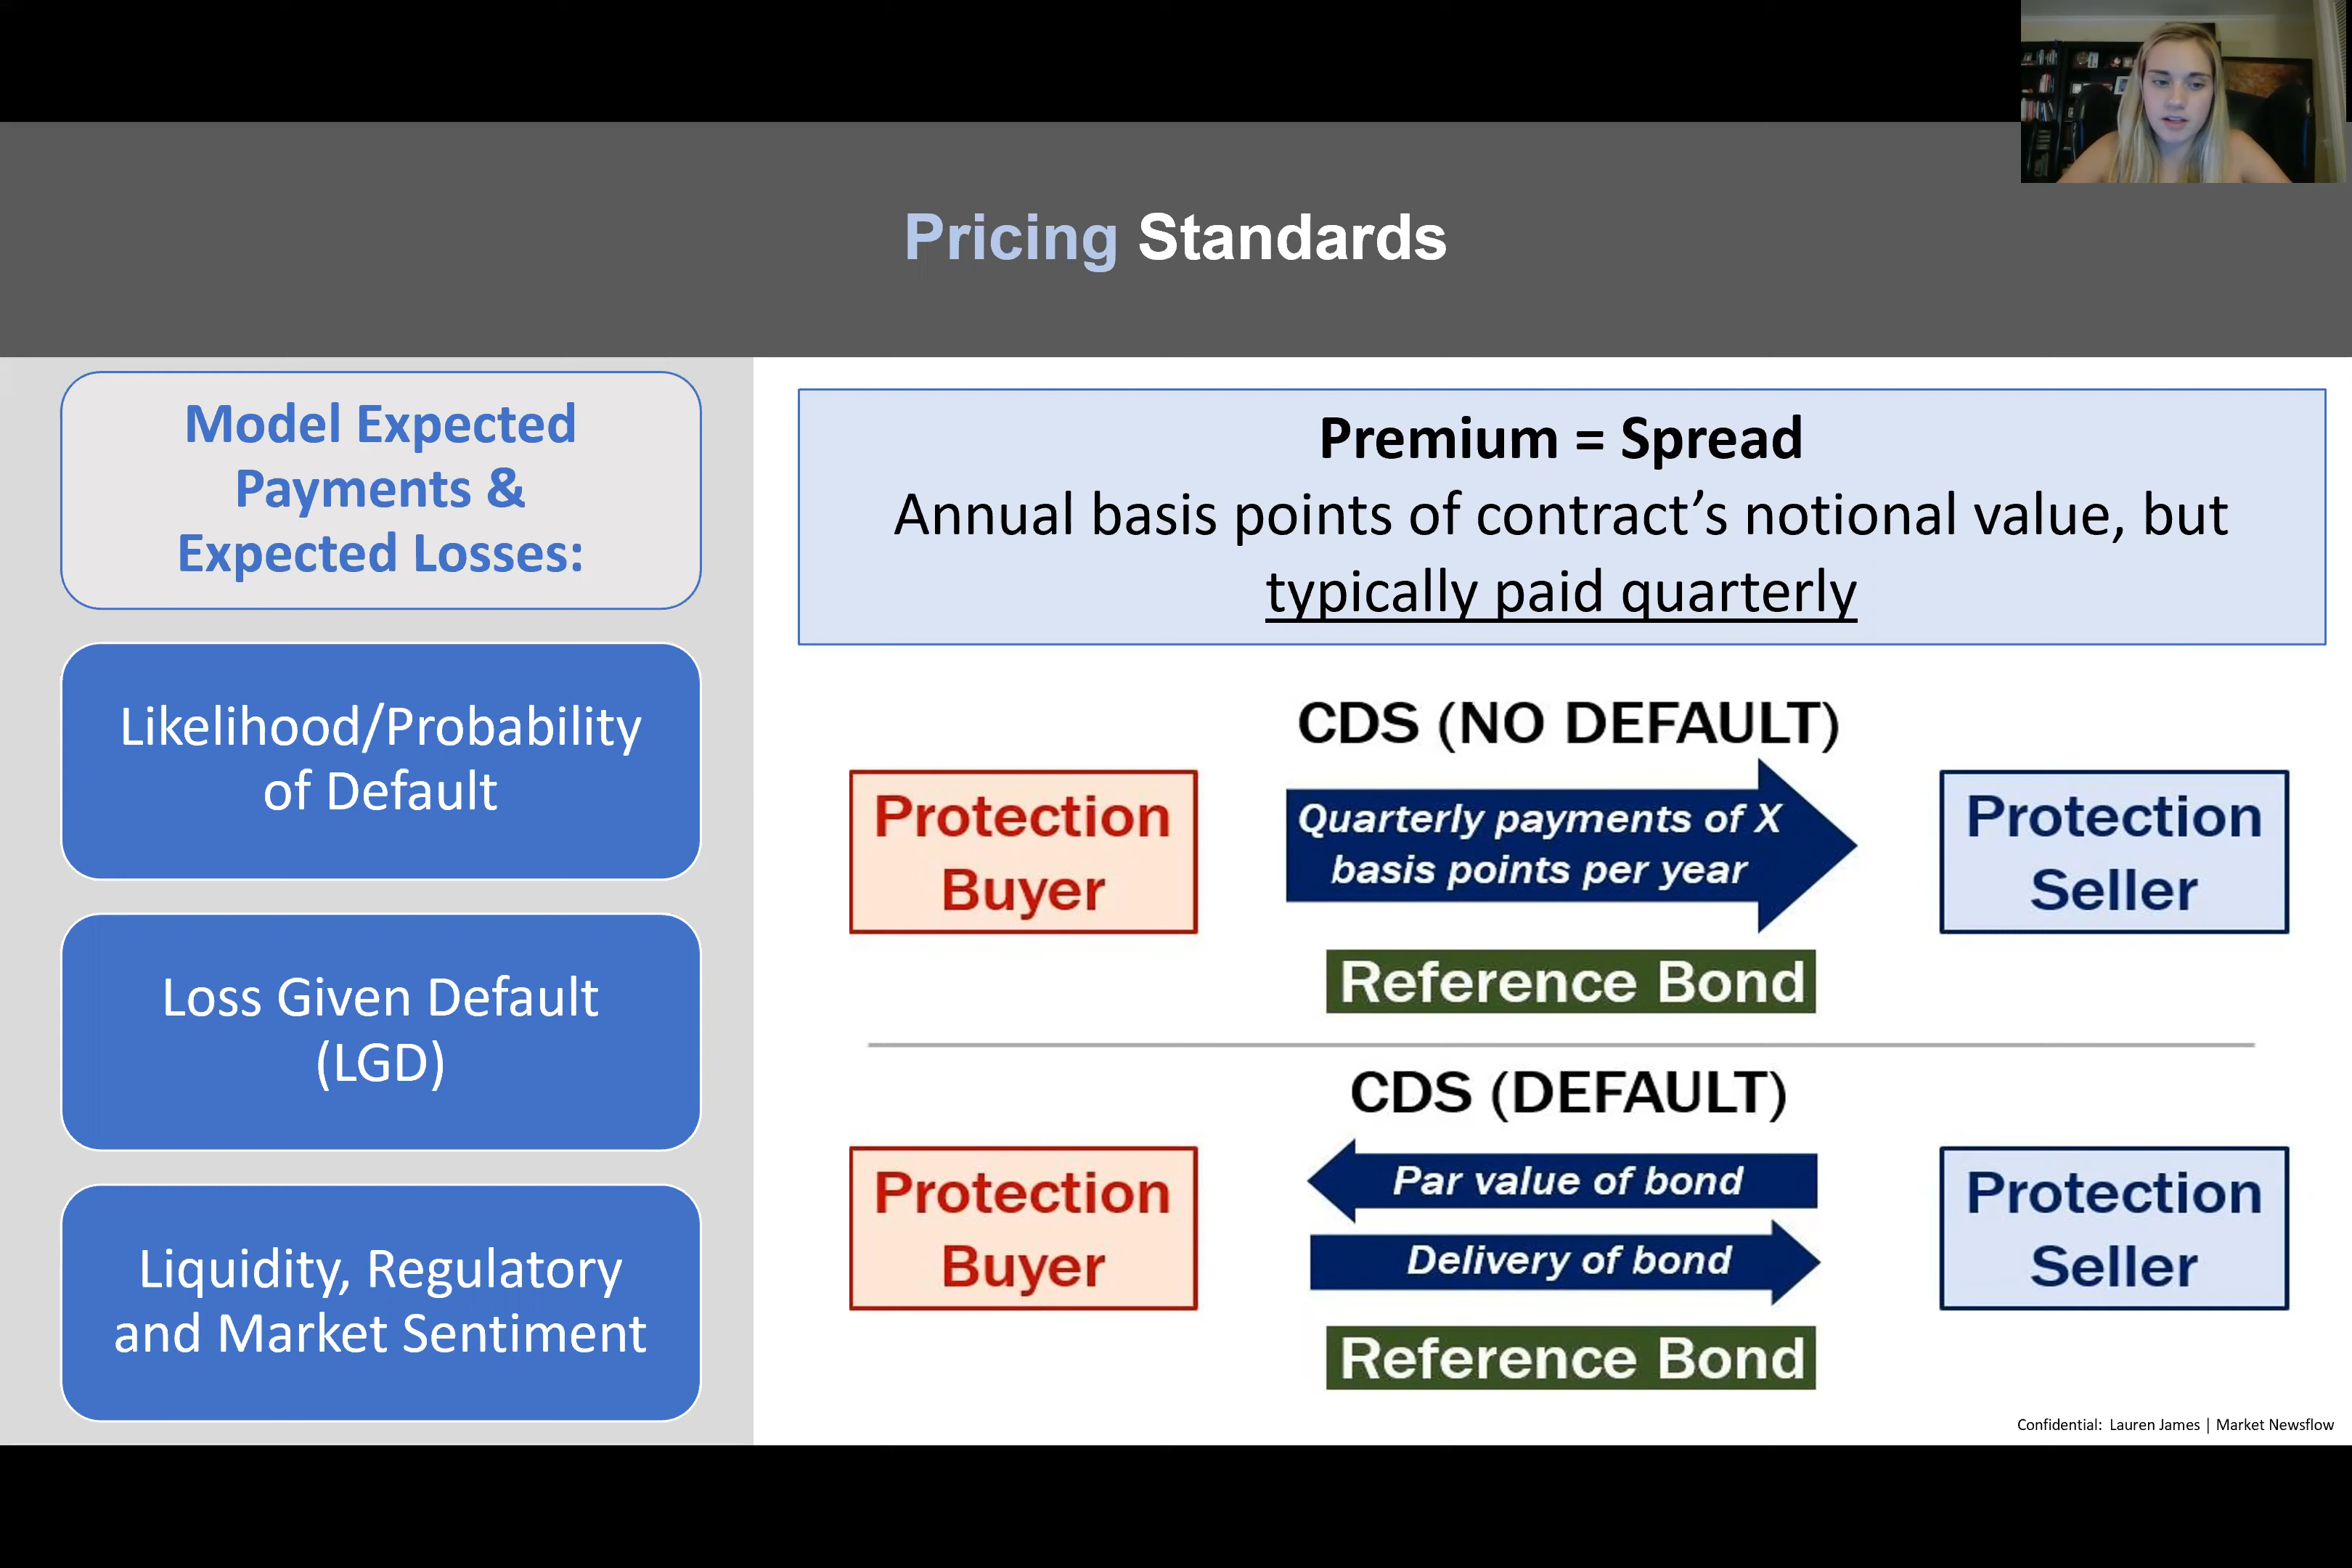 Pricing Standards
Model Expected
Payments &
Expected Losses:
Likelihood/Probability
of Default
Loss Given Default
(LGD)
Liquidity, Regulatory
and Market Sentiment
Premium = Spread
Annual basis points of contract’s notional value, but
typically paid quarterly
CDS (NO DEFAULT)
Protection
Buyer
Quarterly payments of X
basis points per year
Protection
Seller
Reference Bond
CDS (DEFAULT)
Protection
Buyer
Par value of bond
Delivery of bond
Protection
Seller
Reference Bond
Confidential: Lauren James | Market Newsflow